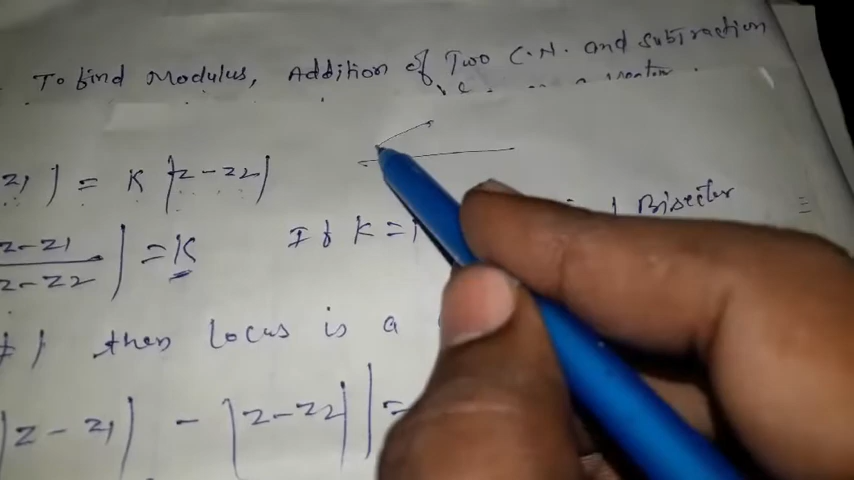 To find Modulus, Addition of Two C.N. and subtraction
z1| = K |z-z2|
z-z1
z-z2 | = K If K=1 Bisector
≠ 1 then locus is a
|z-z1| - |z-z2| | =